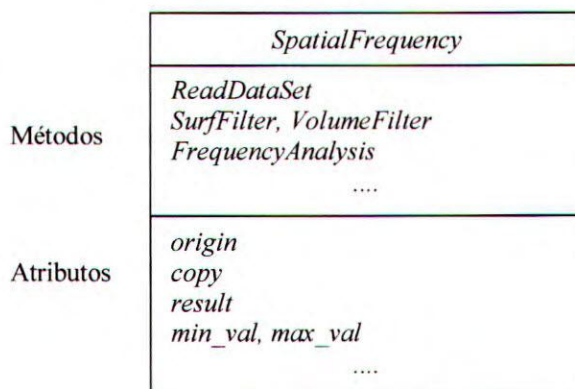 SpatialFrequency
ReadDataSet
Métodos SurfFilter, VolumeFilter
FrequencyAnalysis
....
origin
Atributos copy
result
min_val, max_val
....